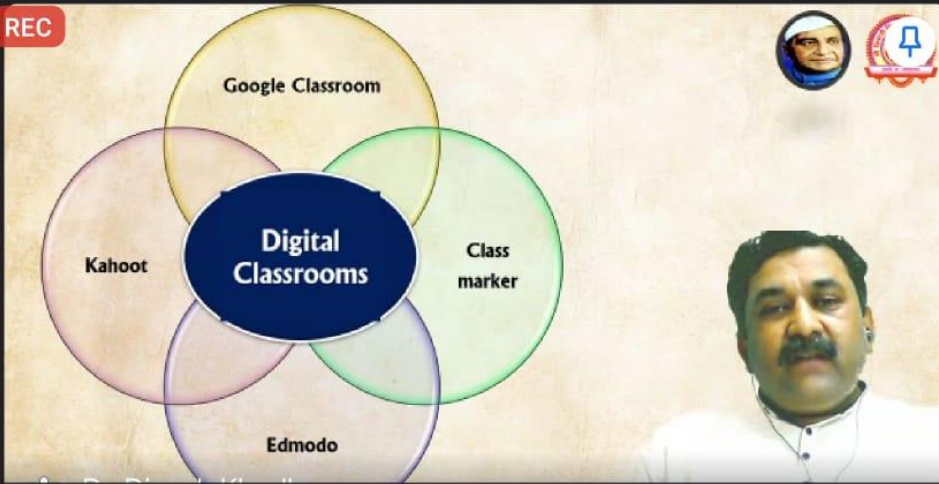 REC
Google Classroom
Digital
Classrooms
Kahoot
Class
marker
Edmodo